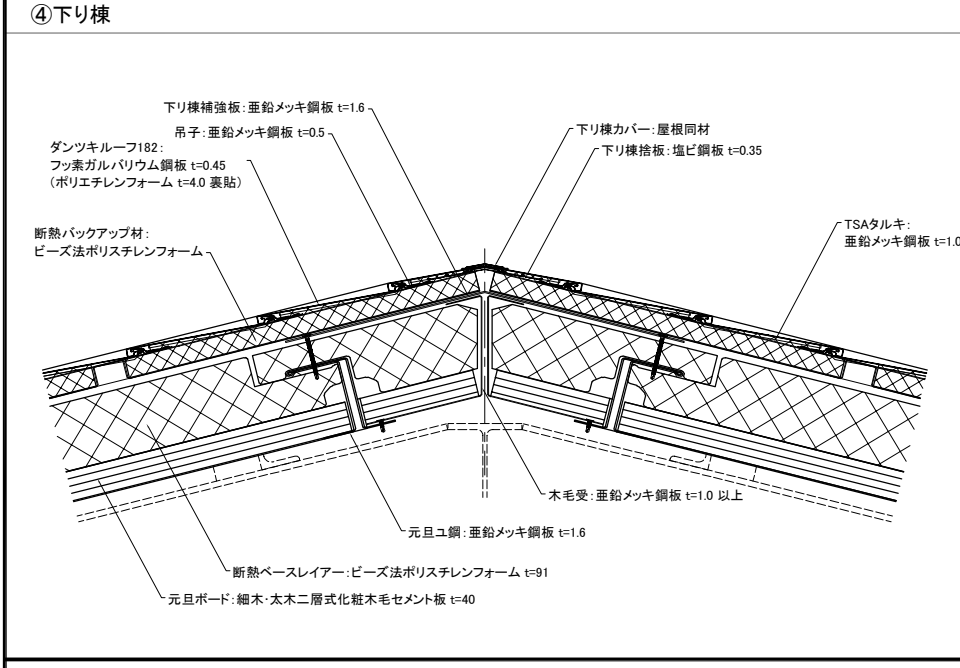 ④下り棟
下り棟補強板：亜鉛メッキ鋼板 t=1.6
吊子：亜鉛メッキ鋼板 t=0.5
ダンツキルーフ182：
フッ素ガルバリウム鋼板 t=0.45
（ポリエチレンフォーム t=4.0 裏貼）
断熱バックアップ材：
ビーズ法ポリスチレンフォーム
下り棟カバー：屋根同材
下り棟捨板：塩ビ鋼板 t=0.35
TSAタルキ：
亜鉛メッキ鋼板 t=1.0
木毛受：亜鉛メッキ鋼板 t=1.0 以上
元旦ユ鋼：亜鉛メッキ鋼板 t=1.6
断熱ベースレイアー：ビーズ法ポリスチレンフォーム t=91
元旦ボード：細木・太木二層式化粧木毛セメント板 t=40